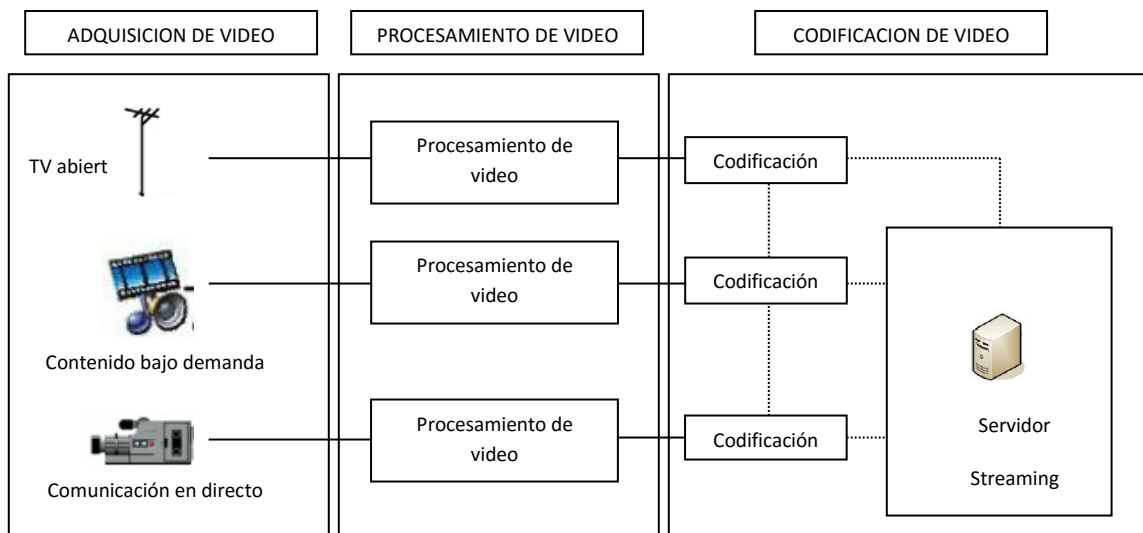 ADQUISICION DE VIDEO
PROCESAMIENTO DE VIDEO
CODIFICACION DE VIDEO
TV abiert
Procesamiento de
video
Codificación
Contenido bajo demanda
Procesamiento de
video
Codificación
Comunicación en directo
Procesamiento de
video
Codificación
Servidor
Streaming